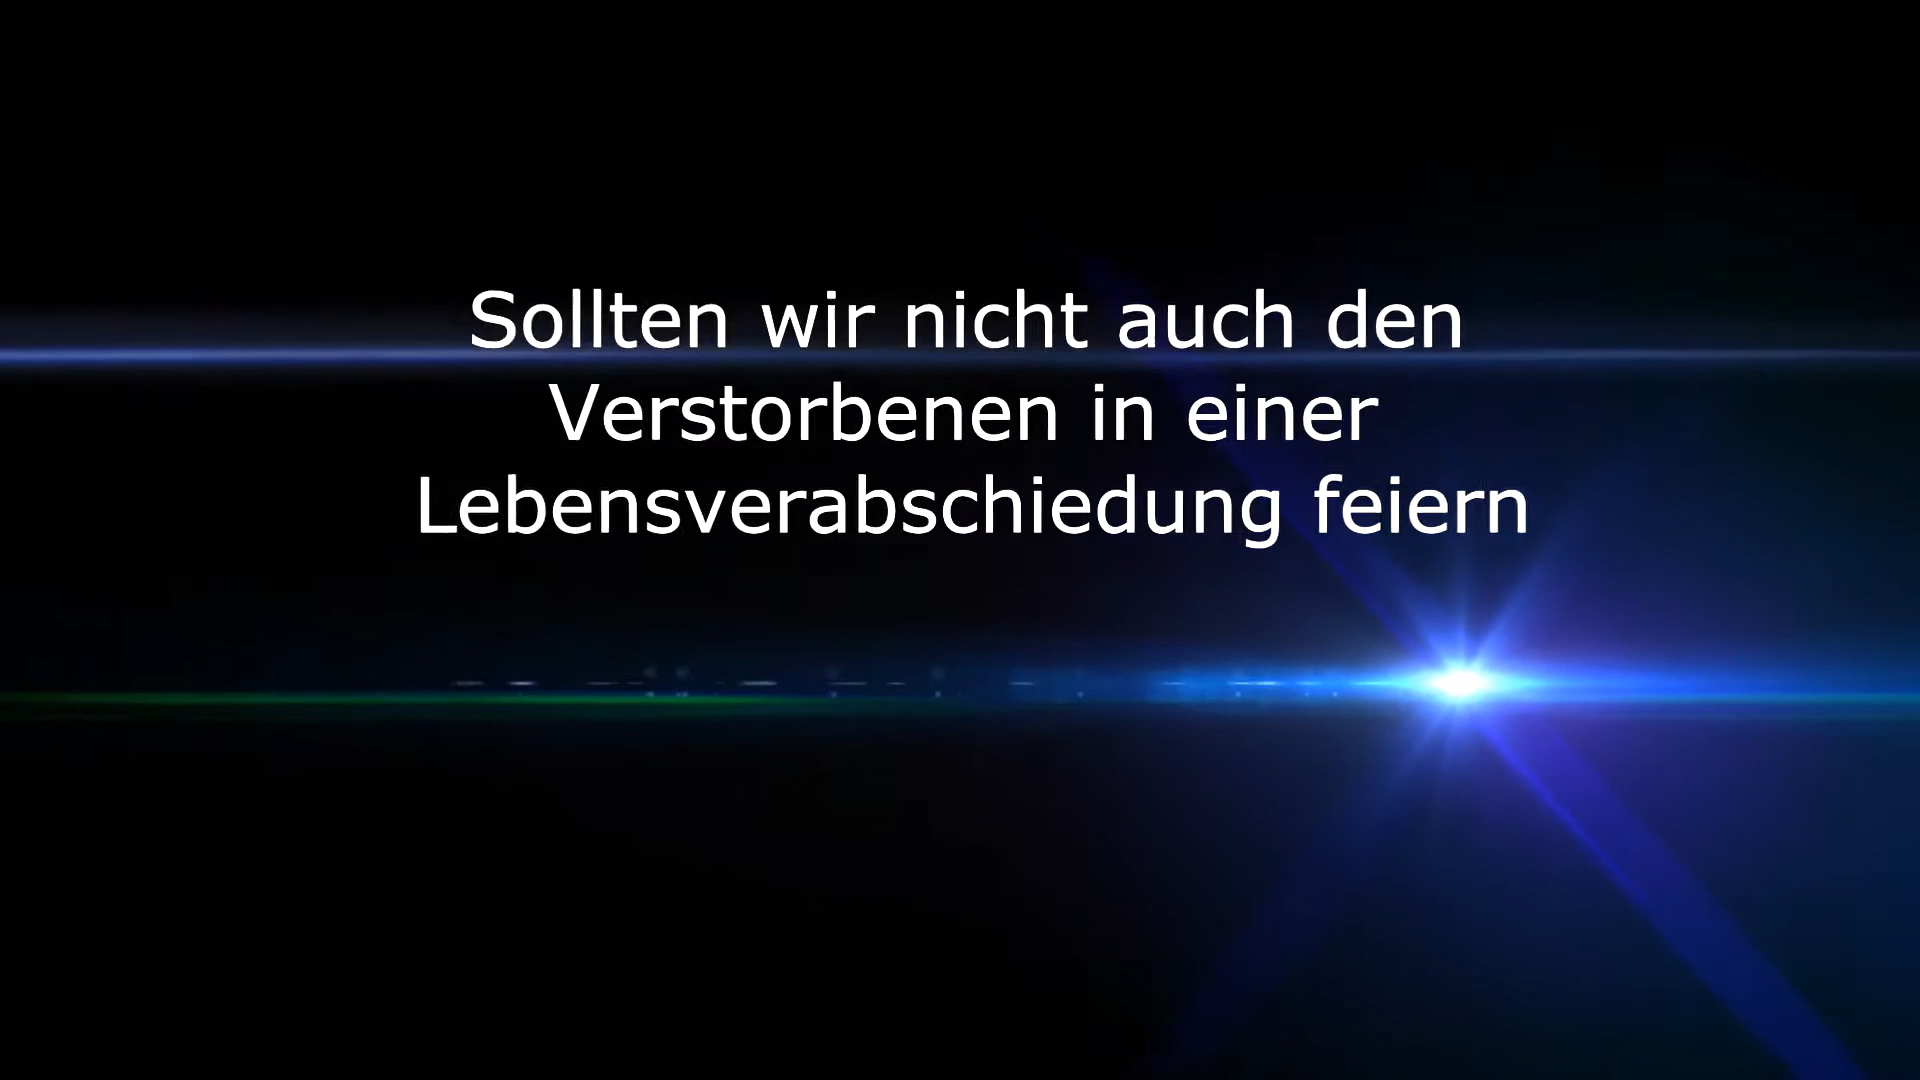 Sollten wir nicht auch den
Verstorbenen in einer
Lebensverabschiedung feiern